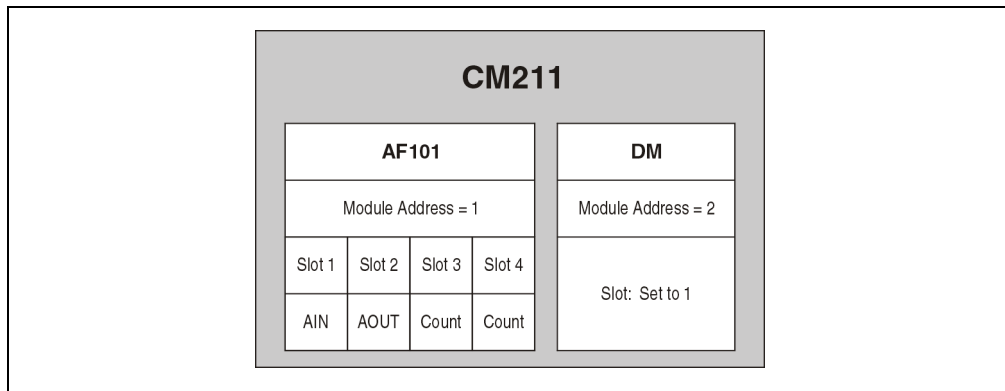 CM211
AF101
Module Address = 1
Slot 1 Slot 2 Slot 3 Slot 4
AIN AOUT Count Count
DM
Module Address = 2
Slot: Set to 1